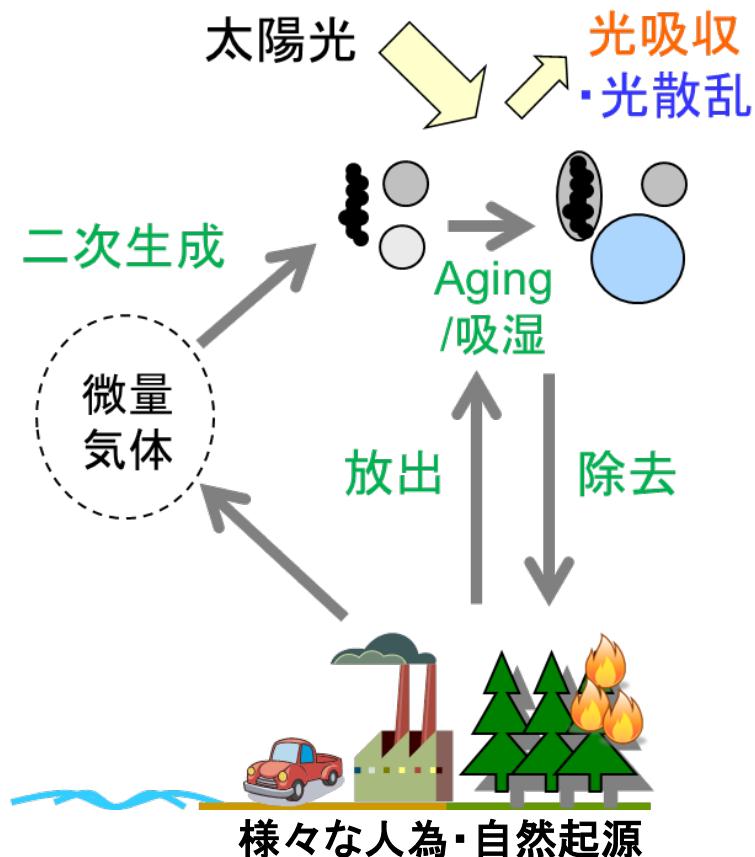 太陽光
光吸収
・光散乱
二次生成
Aging
/吸湿
微量
気体
放出
除去
様々な人為・自然起源